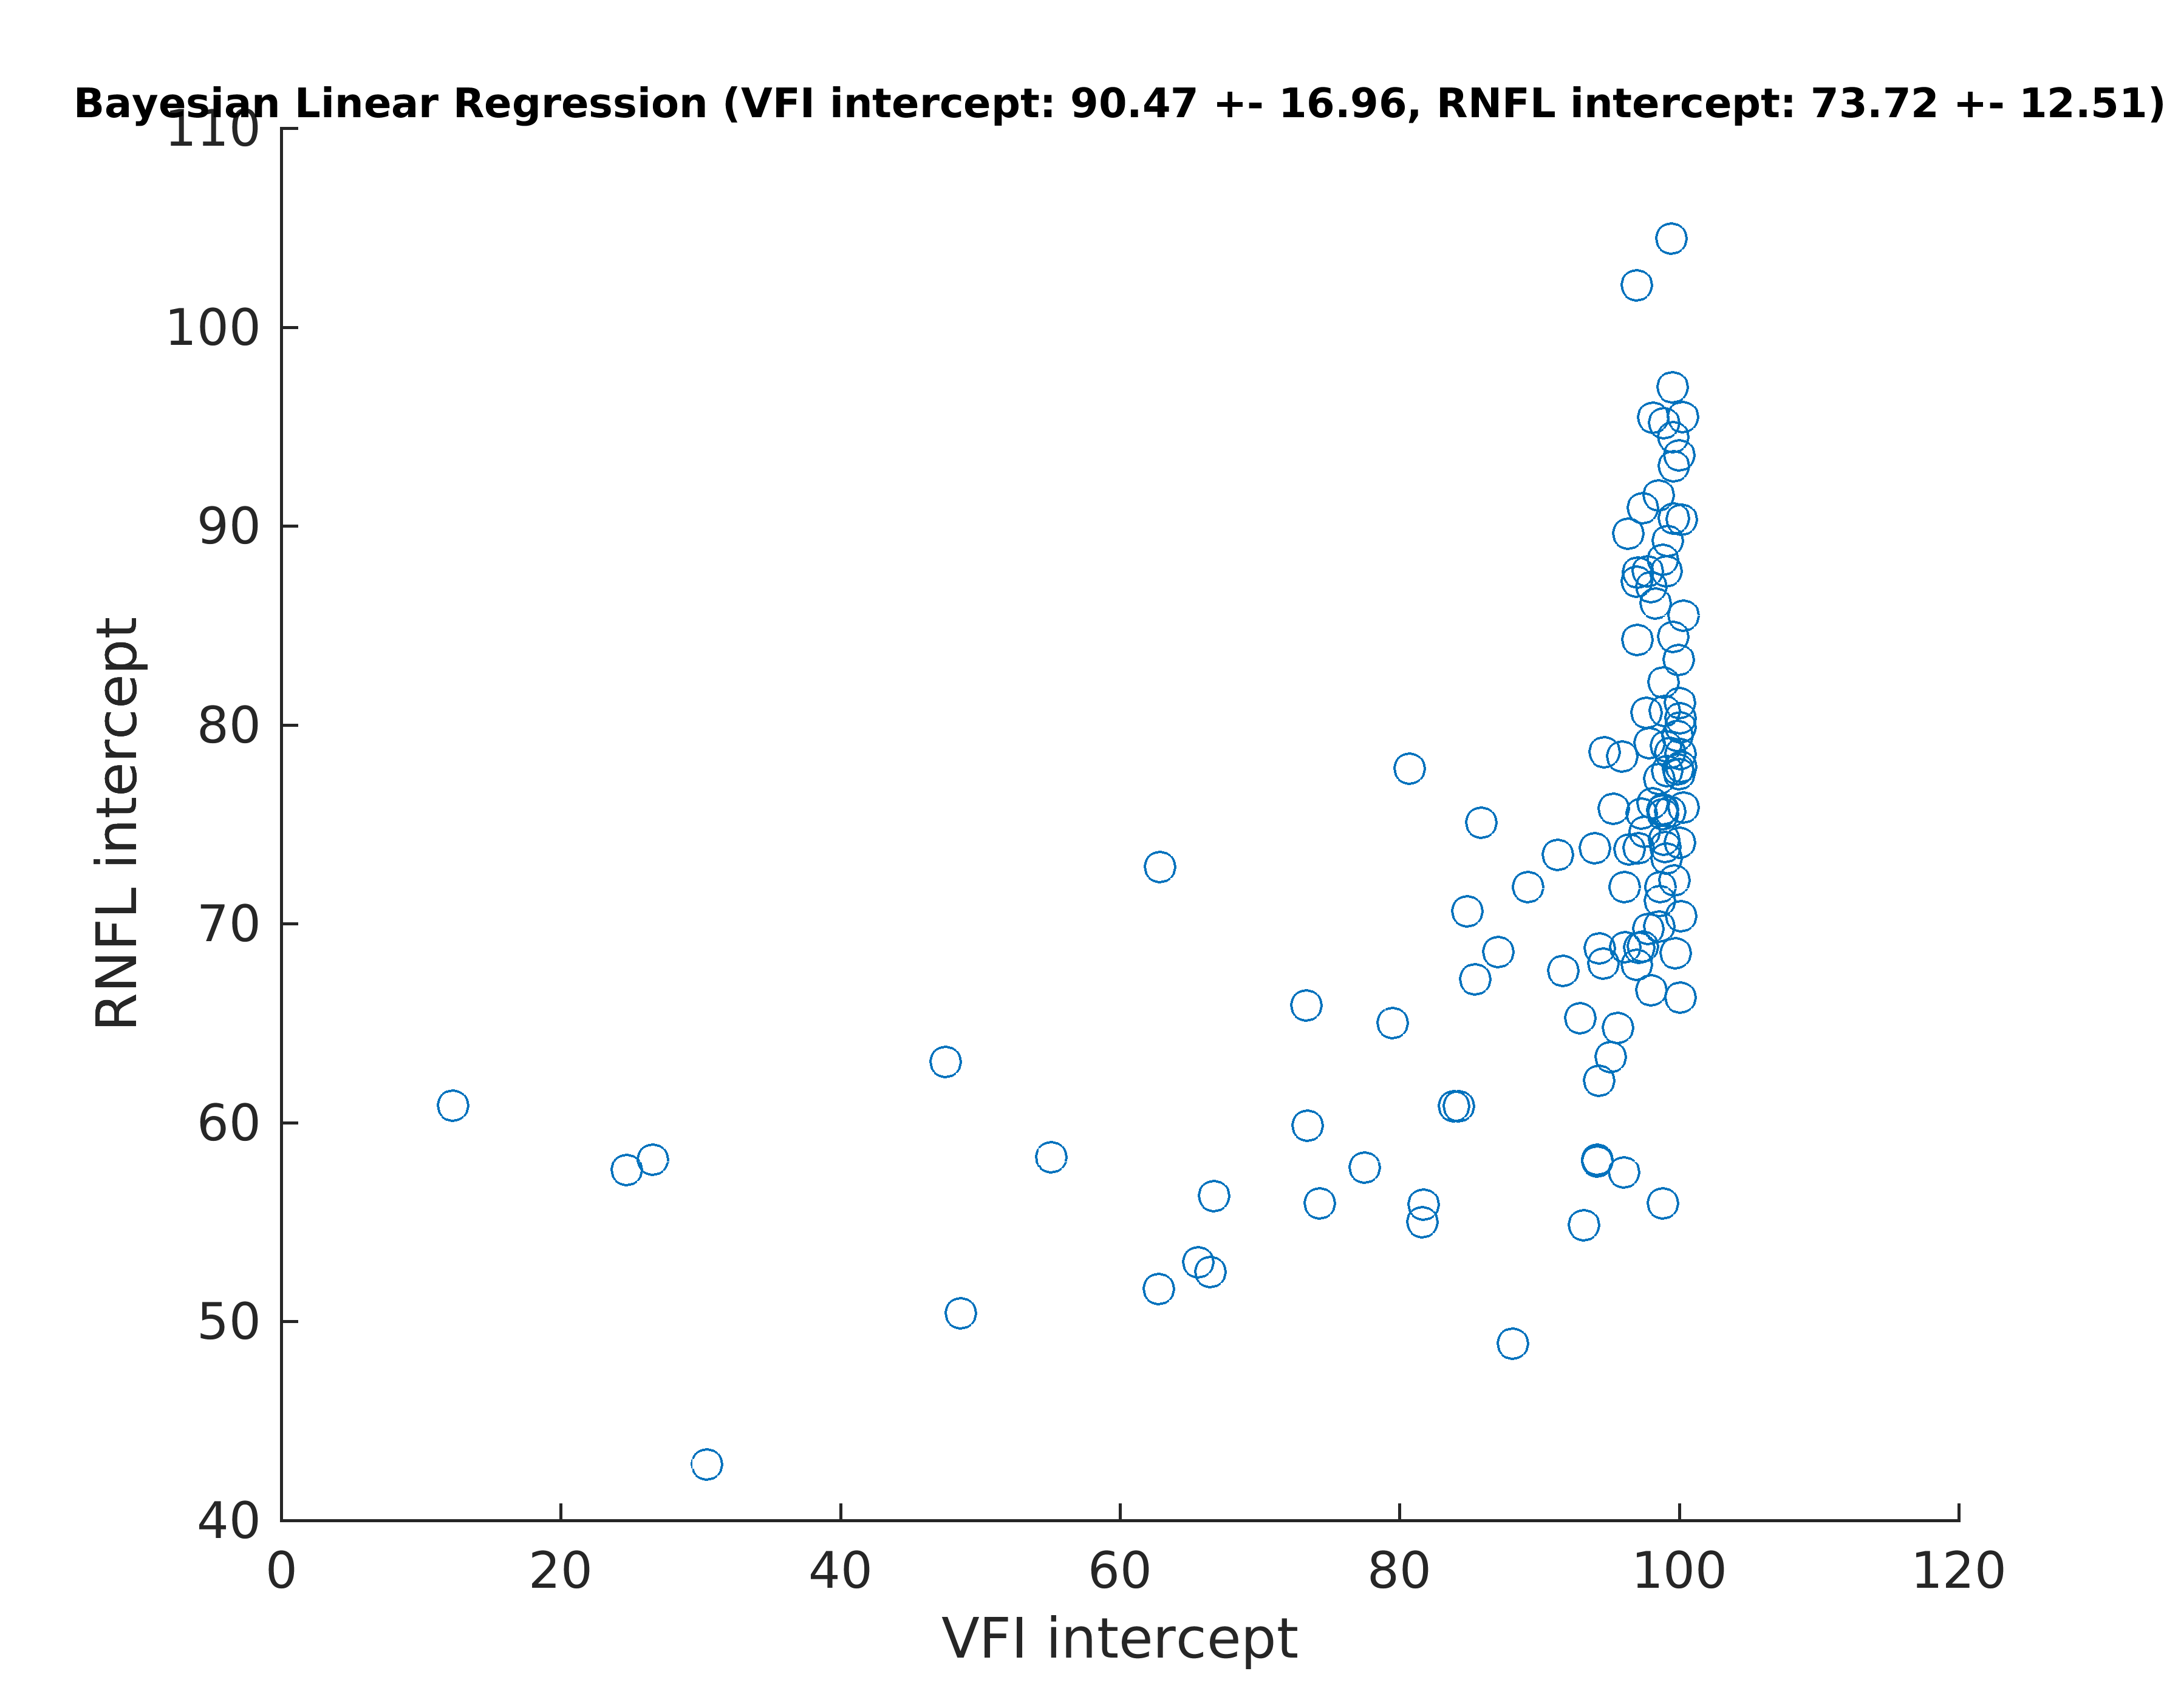 Bayesian Linear Regression (VFI intercept: 90.47 +- 16.96, RNFL intercept: 73.72 +- 12.51)
110
100
90
80
70
60
50
40
RNFL intercept
0 20 40 60 80 100 120
VFI intercept